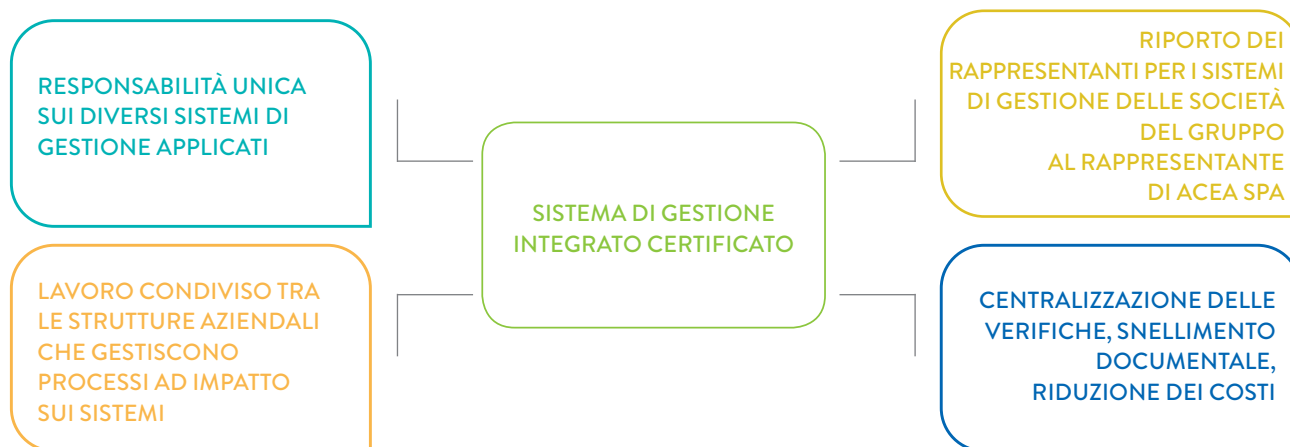 RESPONSABILITÀ UNICA
SUI DIVERSI SISTEMI DI
GESTIONE APPLICATI
RIPORTO DEI
RAPPRESENTANTI PER I SISTEMI
DI GESTIONE DELLE SOCIETÀ
DEL GRUPPO
AL RAPPRESENTANTE
DI ACEA SPA
SISTEMA DI GESTIONE
INTEGRATO CERTIFICATO
LAVORO CONDIVISO TRA
LE STRUTTURE AZIENDALI
CHE GESTISCONO
PROCESSI AD IMPATTO
SUI SISTEMI
CENTRALIZZAZIONE DELLE
VERIFICHE, SNELLIMENTO
DOCUMENTALE,
RIDUZIONE DEI COSTI